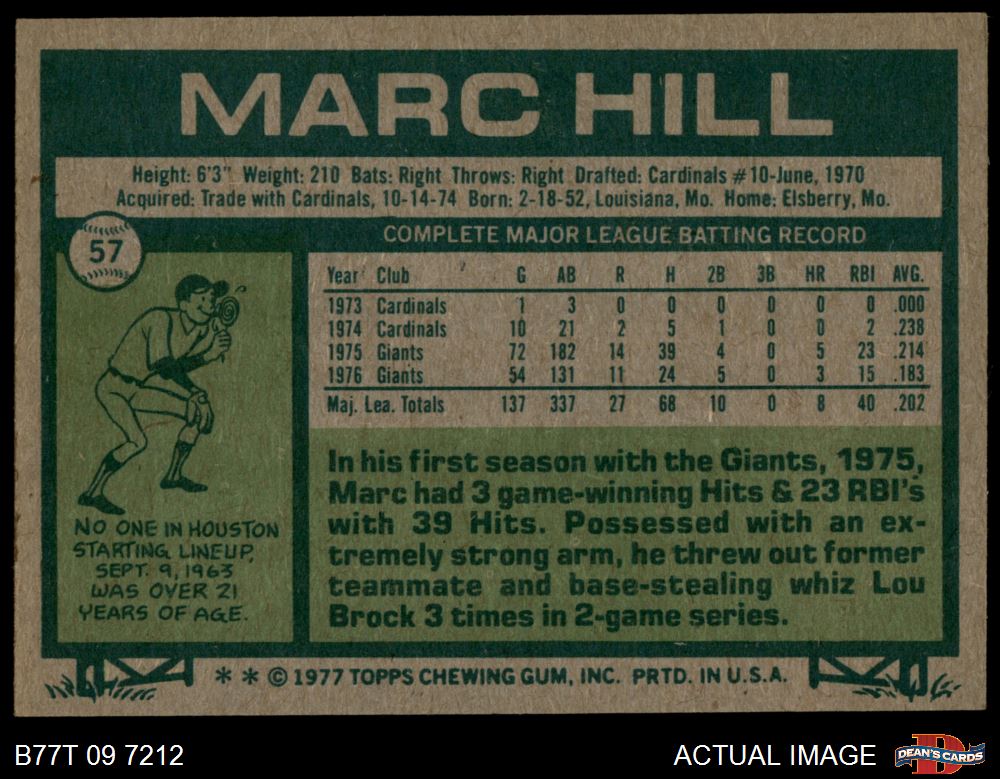 MARC HILL
Height: 6'3" Weight: 210 Bats: Right Throws: Right Drafted: Cardinals #10-June, 1970
Acquired: Trade with Cardinals, 10-14-74 Born: 2-18-52, Louisiana, Mo. Home: Elsberry, Mo.
57
COMPLETE MAJOR LEAGUE BATTING RECORD
Year Club G AB R H 2B 3B HR RBI AVG.
1973 Cardinals 1 3 0 0 0 0 0 0 .000
1974 Cardinals 10 21 2 5 1 0 0 2 .238
1975 Giants 72 182 14 39 4 0 5 23 .214
1976 Giants 54 131 11 24 5 0 3 15 .183
Maj. Lea. Totals 137 337 27 68 10 0 8 40 .202
In his first season with the Giants, 1975,
Marc had 3 game-winning Hits & 23 RBI's
with 39 Hits. Possessed with an ex-
tremely strong arm, he threw out former
teammate and base-stealing whiz Lou
Brock 3 times in 2-game series.
NO ONE IN HOUSTON
STARTING LINEUP,
SEPT. 9, 1963
WAS OVER 21
YEARS OF AGE.
* * © 1977 TOPPS CHEWING GUM, INC. PRTD. IN U.S.A.
B77T 09 7212
ACTUAL IMAGE
D
DEAN'S CARDS